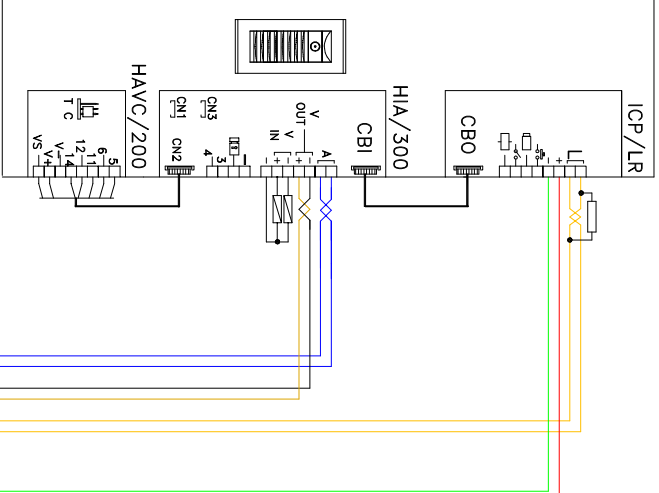 HAVC/200
T C
VS
V+
V-
14
12
11
6
5
CN1
CN3
CN2
4
3
1
V
OUT
V
IN
- + - + -
A
HIA/300
CBI
CBO
ICP/LR
- +
L